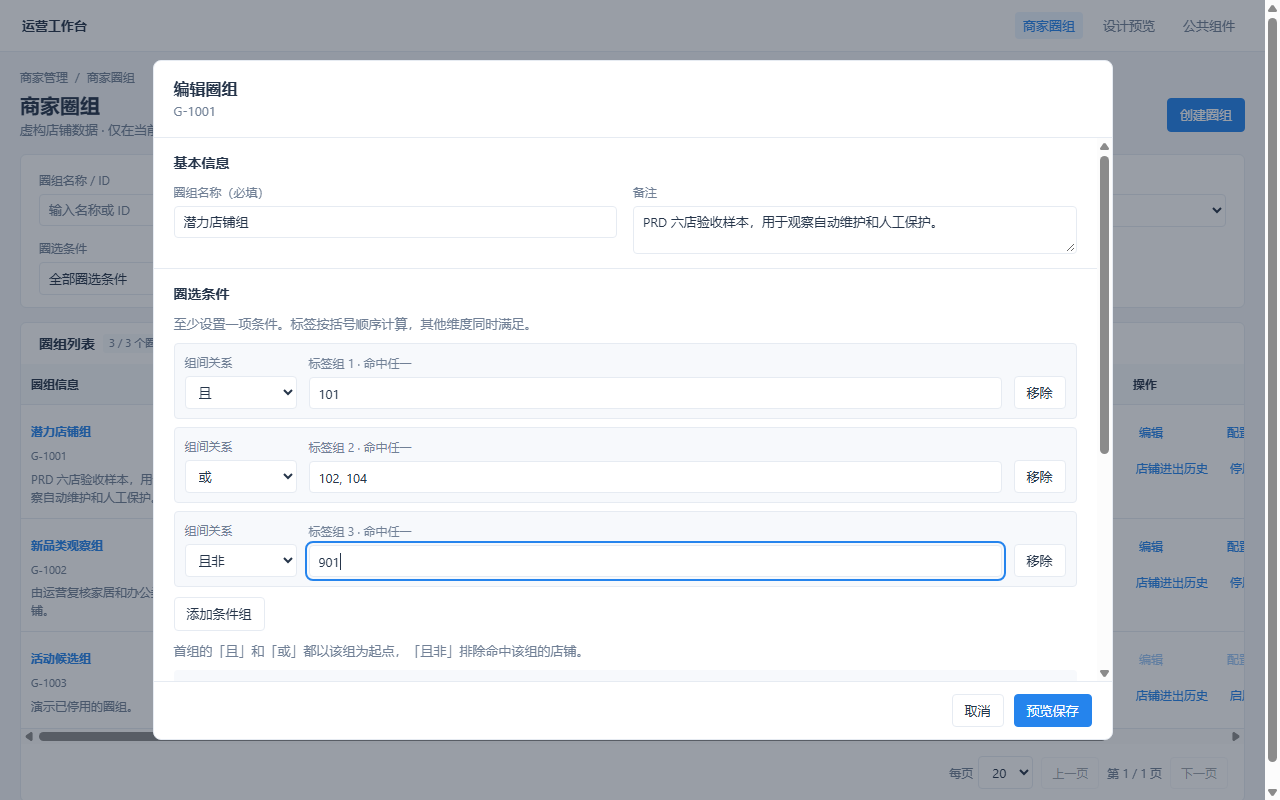 运营工作台
商家圈组
设计预览
公共组件
商家管理 / 商家圈组
商家圈组
虚构店铺数据 · 仅在当前
创建圈组
圈组名称 / ID
输入名称或 ID
圈选条件
全部圈选条件
圈组列表
3 / 3 个
圈组信息
操作
潜力店铺组
G-1001
PRD 六店验收样本，用
察自动维护和人工保护
编辑
店铺进出历史
新品类观察组
G-1002
由运营复核家居和办公
铺。
编辑
店铺进出历史
活动候选组
G-1003
演示已停用的圈组。
编辑
店铺进出历史
每页
20
上一页
第 1 / 1 页
下一页
编辑圈组
G-1001
基本信息
圈组名称（必填）
潜力店铺组
备注
PRD 六店验收样本，用于观察自动维护和人工保护。
圈选条件
至少设置一项条件。标签按括号顺序计算，其他维度同时满足。
组间关系
标签组 1 · 命中任一
且
101
移除
组间关系
标签组 2 · 命中任一
或
102, 104
移除
组间关系
标签组 3 · 命中任一
且非
901
移除
添加条件组
首组的「且」和「或」都以该组为起点，「且非」排除命中该组的店铺。
取消
预览保存